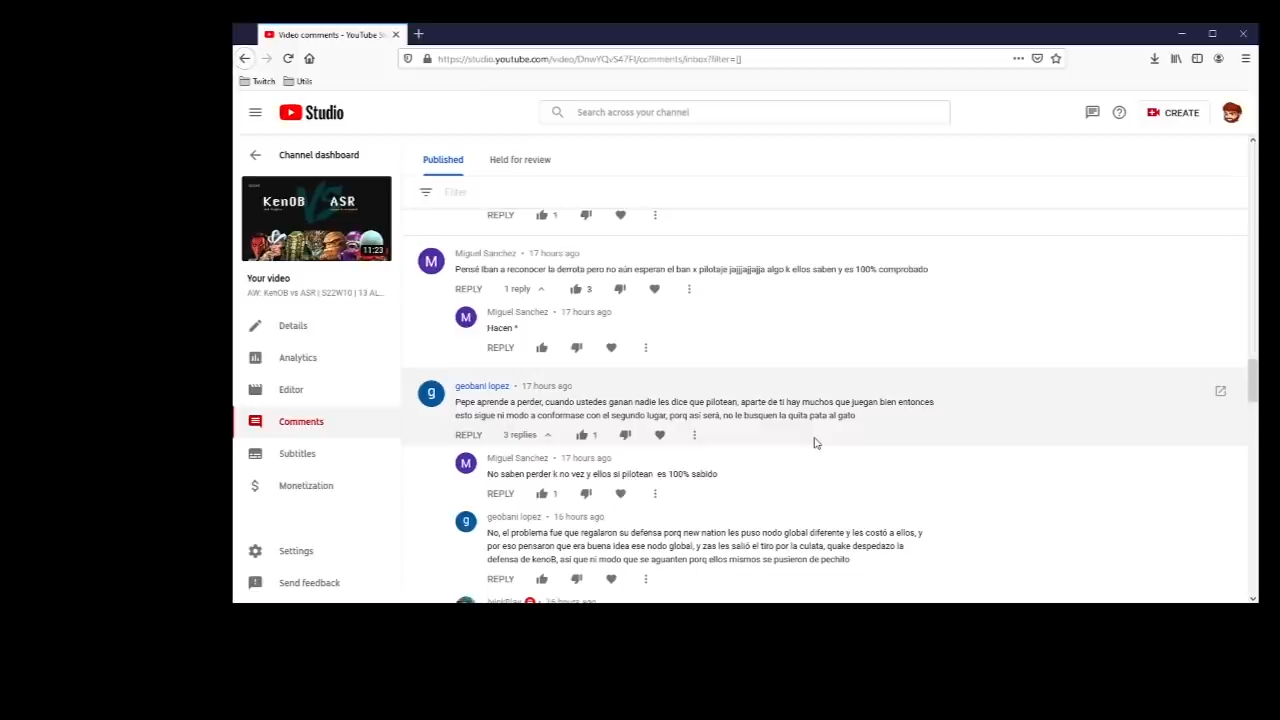 Video comments - YouTube St
https://studio.youtube.com/video/DnwYQvS47FI/comments/inbox?filter=[]
Twitch Utils
Studio
Search across your channel
CREATE
Channel dashboard
KenOB VS ASR
11:23
Your video
AW: KenOB vs ASR | S22W10 | 13 AL...
Details
Analytics
Editor
Comments
Subtitles
Monetization
Settings
Send feedback
Published Held for review
Filter
REPLY 1
M
Miguel Sanchez • 17 hours ago
Pensé Iban a reconocer la derrota pero no aún esperan el ban x pilotaje jajjjajjajja algo k ellos saben y es 100% comprobado
REPLY 1 reply 3
M
Miguel Sanchez • 17 hours ago
Hacen *
REPLY
g
geobani lopez • 17 hours ago
Pepe aprende a perder, cuando ustedes ganan nadie les dice que pilotean, aparte de ti hay muchos que juegan bien entonces
esto sigue ni modo a conformase con el segundo lugar, porq así será, no le busquen la quita pata al gato
REPLY 3 replies 1
M
Miguel Sanchez • 17 hours ago
No saben perder k no vez y ellos si pilotean es 100% sabido
REPLY 1
g
geobani lopez • 16 hours ago
No, el problema fue que regalaron su defensa porq new nation les puso nodo global diferente y les costó a ellos, y
por eso pensaron que era buena idea ese nodo global, y zas les salió el tiro por la culata, quake despedazo la
defensa de kenoB, asi que ni modo que se aguanten porq ellos mismos se pusieron de pechito
REPLY
16 hours ago